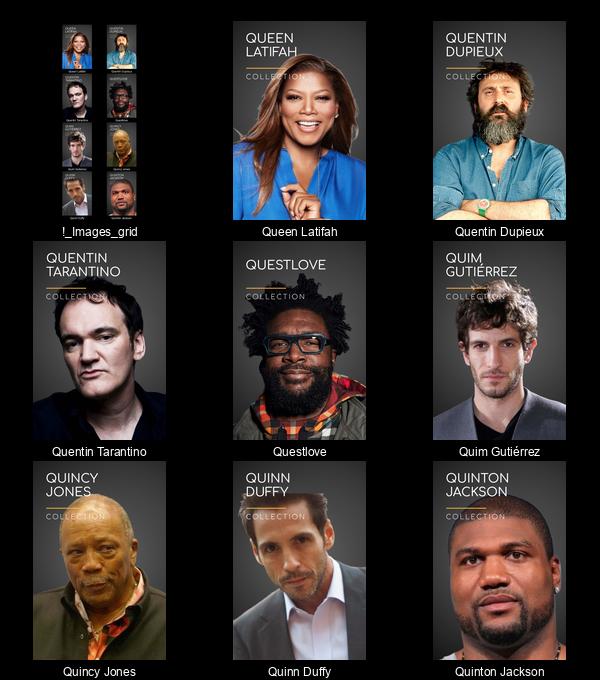 QUEEN
LATIFAH
COLLECTION
QUENTIN
DUPIEUX
COLLECTION
!_Images_grid
Queen Latifah
Quentin Dupieux
QUENTIN
TARANTINO
COLLECTION
QUESTLOVE
COLLECTION
QUIM
GUTIÉRREZ
COLLECTION
Quentin Tarantino
Questlove
Quim Gutiérrez
QUINCY
JONES
COLLECTION
QUINN
DUFFY
COLLECTION
QUINTON
JACKSON
COLLECTION
Quincy Jones
Quinn Duffy
Quinton Jackson